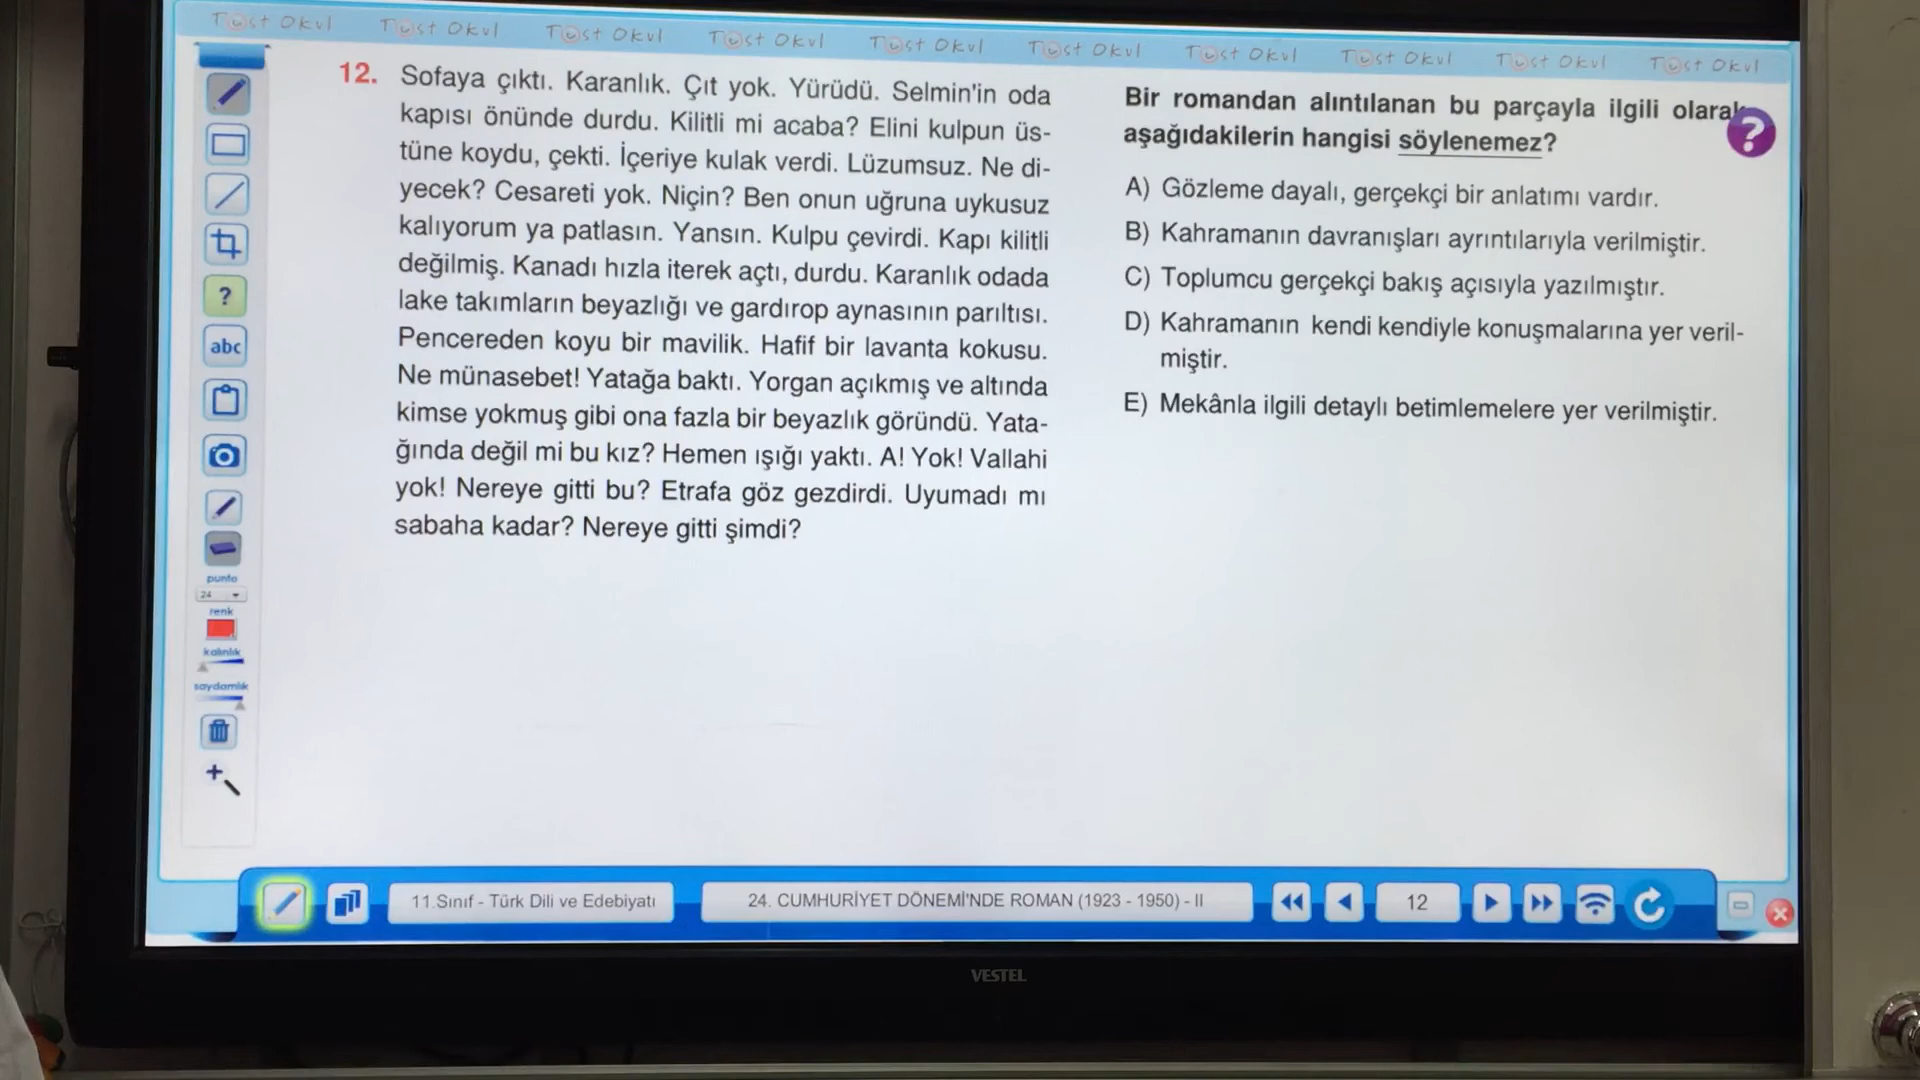 Test Okul Test Okul Test Okul Test Okul Test Okul Test Okul Test Okul Test Okul Test Okul Test Okul
12. Sofaya çıktı. Karanlık. Çıt yok. Yürüdü. Selmin'in oda
kapısı önünde durdu. Kilitli mi acaba? Elini kulpun üs-
tüne koydu, çekti. İçeriye kulak verdi. Lüzumsuz. Ne di-
yecek? Cesareti yok. Niçin? Ben onun uğruna uykusuz
kalıyorum ya patlasın. Yansın. Kulpu çevirdi. Kapı kilitli
değilmiş. Kanadı hızla iterek açtı, durdu. Karanlık odada
lake takımların beyazlığı ve gardırop aynasının parıltısı.
Pencereden koyu bir mavilik. Hafif bir lavanta kokusu.
Ne münasebet! Yatağa baktı. Yorgan açıkmış ve altında
kimse yokmuş gibi ona fazla bir beyazlık göründü. Yata-
ğında değil mi bu kız? Hemen ışığı yaktı. A! Yok! Vallahi
yok! Nereye gitti bu? Etrafa göz gezdirdi. Uyumadı mı
sabaha kadar? Nereye gitti şimdi?
Bir romandan alıntılanan bu parçayla ilgili olarak
aşağıdakilerin hangisi söylenemez?
?
A) Gözleme dayalı, gerçekçi bir anlatımı vardır.
B) Kahramanın davranışları ayrıntılarıyla verilmiştir.
C) Toplumcu gerçekçi bakış açısıyla yazılmıştır.
D) Kahramanın kendi kendiyle konuşmalarına yer veril-
miştir.
E) Mekânla ilgili detaylı betimlemelere yer verilmiştir.
?
abc
punto
24
renk
kalınlık
saydamlık
11.Sınıf - Türk Dili ve Edebiyatı
24. CUMHURİYET DÖNEMİ'NDE ROMAN (1923 - 1950) - II
12
VESTEL